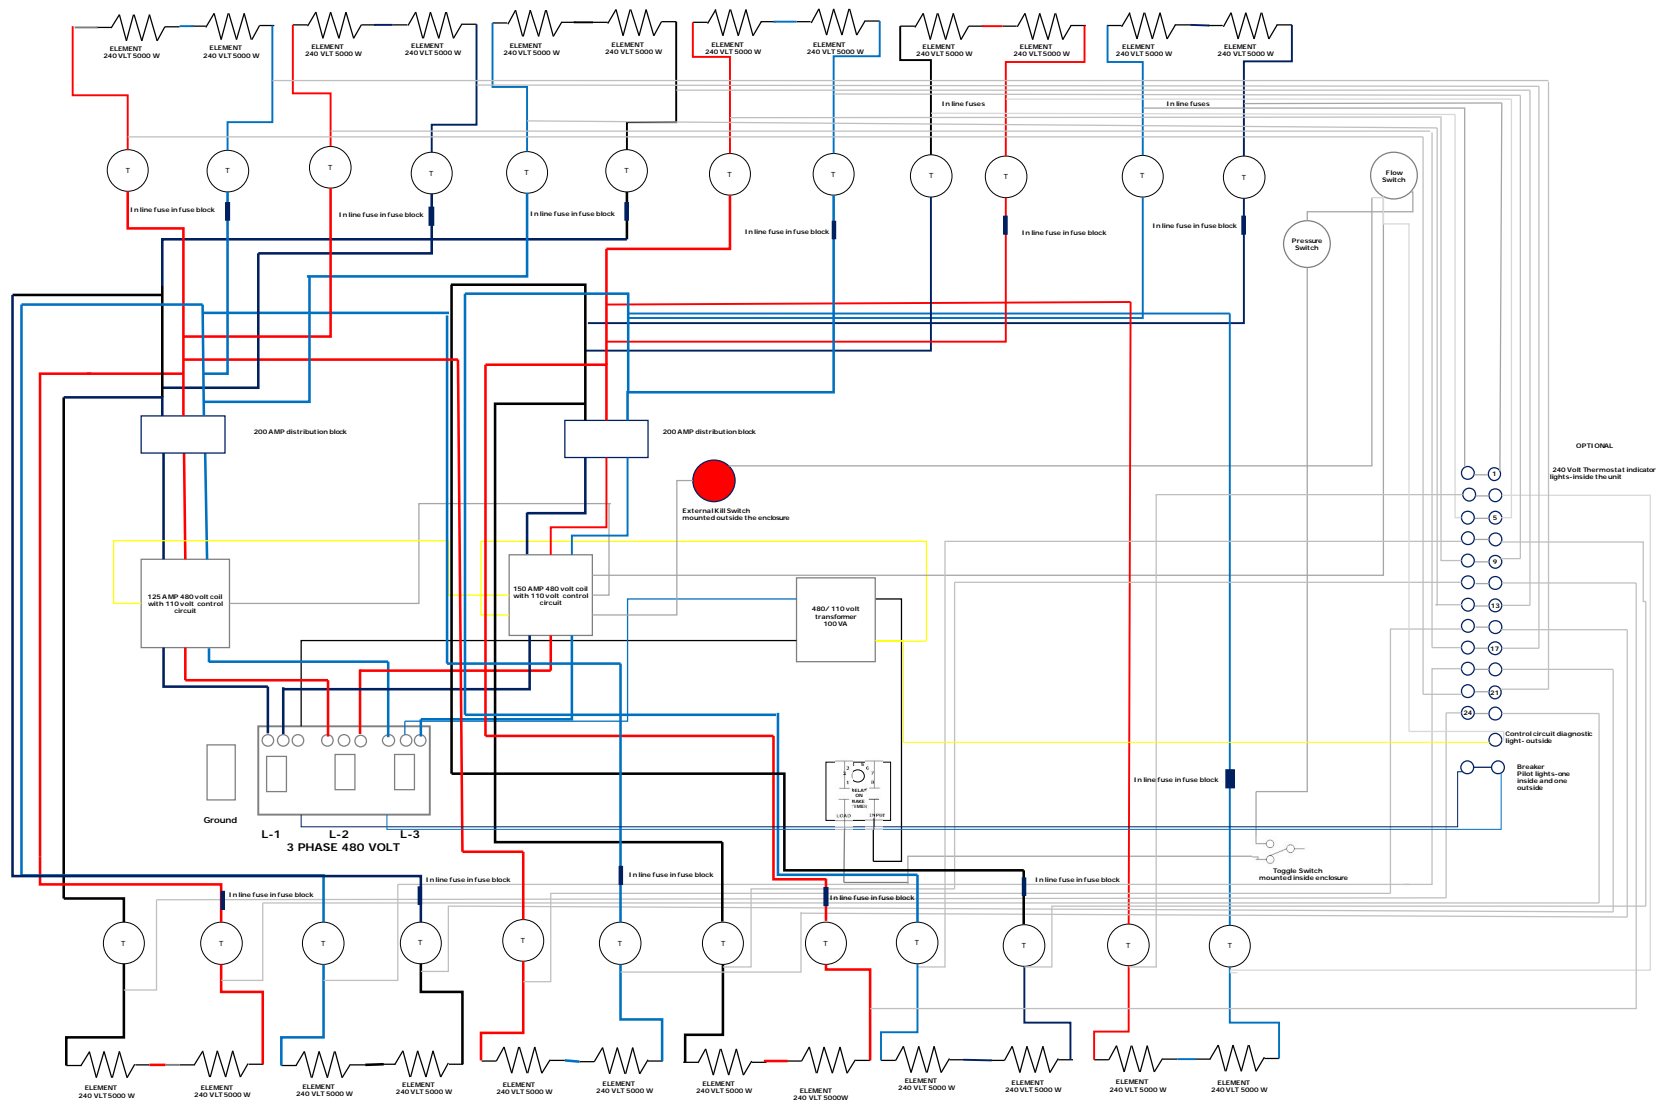 ELEMENT
240 VLT 5000 W
ELEMENT
240 VLT 5000 W
ELEMENT
240 VLT 5000 W
ELEMENT
240 VLT 5000 W
ELEMENT
240 VLT 5000 W
ELEMENT
240 VLT 5000 W
ELEMENT
240 VLT 5000 W
ELEMENT
240 VLT 5000 W
ELEMENT
240 VLT 5000 W
ELEMENT
240 VLT 5000 W
ELEMENT
240 VLT 5000 W
ELEMENT
240 VLT 5000 W
In line fuses
In line fuses
T
T
T
T
T
T
T
T
T
T
T
T
Flow
Switch
In line fuse in fuse block
In line fuse in fuse block
In line fuse in fuse block
In line fuse in fuse block
In line fuse in fuse block
In line fuse in fuse block
Pressure
Switch
200 AMP distribution block
200 AMP distribution block
OPTIONAL
240 Volt Thermostat indicator
lights-inside the unit
External Kill Switch
mounted outside the enclosure
1
5
9
13
17
21
24
125 AMP 480 volt coil
with 110 volt control
circuit
150 AMP 480 volt coil
with 110 volt control
circuit
480/ 110 volt
transformer
100 VA
Control circuit diagnostic
light- outside
Breaker
Pilot lights-one
inside and one
outside
In line fuse in fuse block
RELAY
ON
MAKE
TIMER
LOAD
INPUT
Ground
L-1
L-2
L-3
3 PHASE 480 VOLT
Toggle Switch
mounted inside enclosure
In line fuse in fuse block
In line fuse in fuse block
In line fuse in fuse block
In line fuse in fuse block
In line fuse in fuse block
T
T
T
T
T
T
T
T
T
T
T
T
ELEMENT
240 VLT 5000 W
ELEMENT
240 VLT 5000 W
ELEMENT
240 VLT 5000 W
ELEMENT
240 VLT 5000 W
ELEMENT
240 VLT 5000 W
ELEMENT
240 VLT 5000 W
ELEMENT
240 VLT 5000 W
ELEMENT
240 VLT 5000W
ELEMENT
240 VLT 5000 W
ELEMENT
240 VLT 5000 W
ELEMENT
240 VLT 5000 W
ELEMENT
240 VLT 5000 W